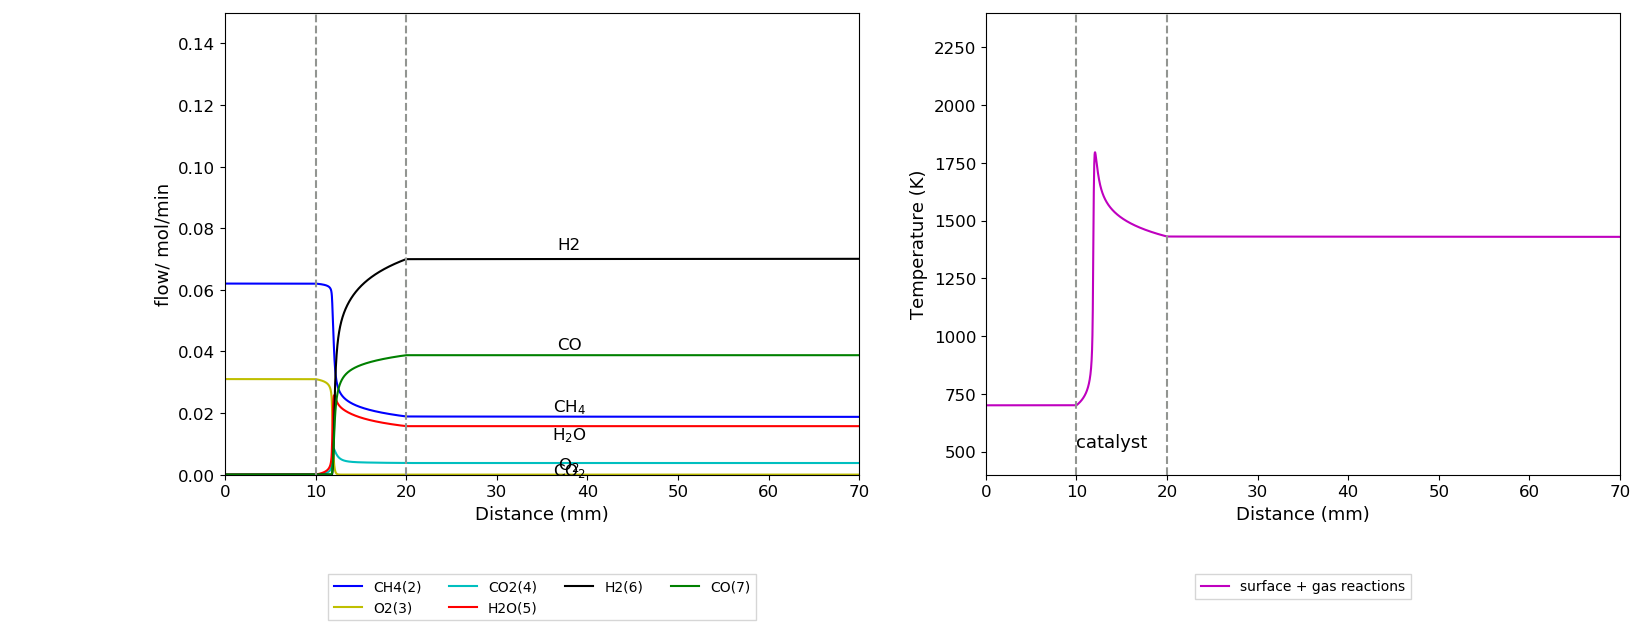 0.14
0.12
0.10
0.08
0.06
0.04
0.02
0.00
flow/ mol/min
H2
CO
CH₄
H₂O
O₂
CO₂
0 10 20 30 40 50 60 70
Distance (mm)
CH4(2) CO2(4) H2(6) CO(7)
O2(3) H2O(5)
2250
2000
1750
1500
1250
1000
750
500
Temperature (K)
catalyst
0 10 20 30 40 50 60 70
Distance (mm)
surface + gas reactions